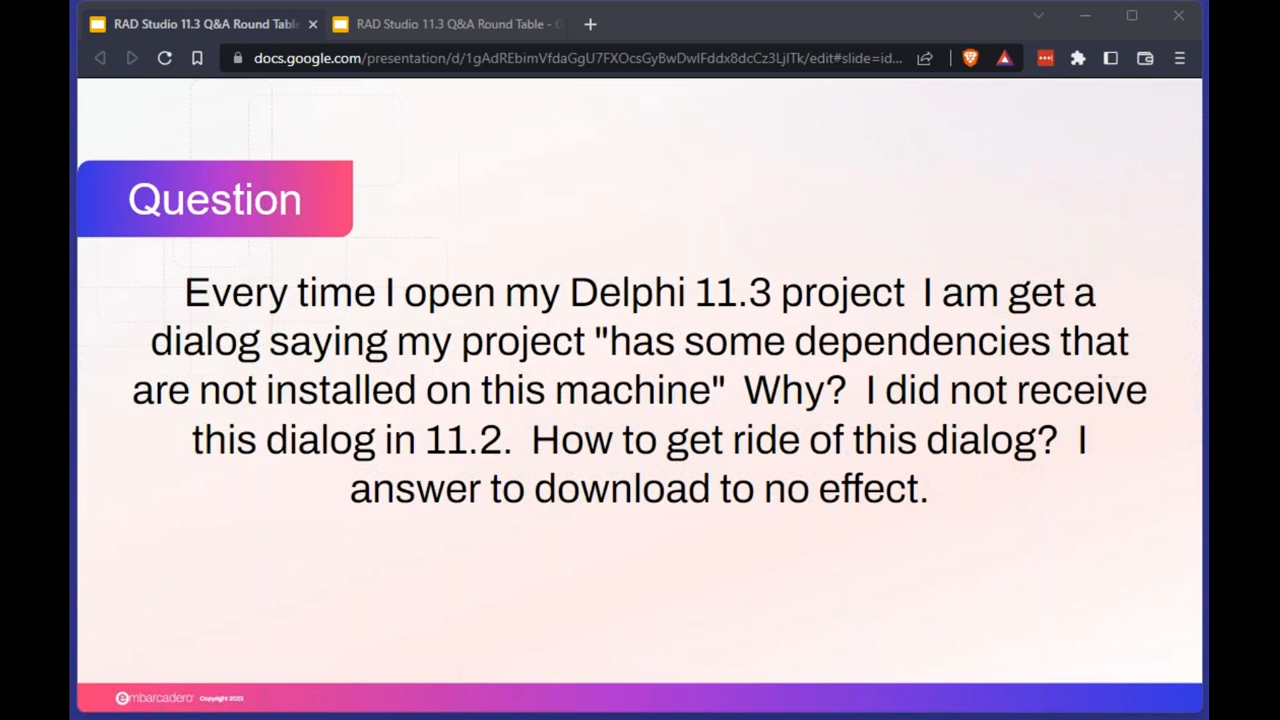 RAD Studio 11.3 Q&A Round Table
RAD Studio 11.3 Q&A Round Table - G
docs.google.com/presentation/d/1gAdREbimVfdaGgU7FXOcsGyBwDwIFddx8dcCz3LjITk/edit#slide=id...
Question
Every time I open my Delphi 11.3 project I am get a
dialog saying my project "has some dependencies that
are not installed on this machine" Why? I did not receive
this dialog in 11.2. How to get ride of this dialog? I
answer to download to no effect.
embarcadero Copyright 2023